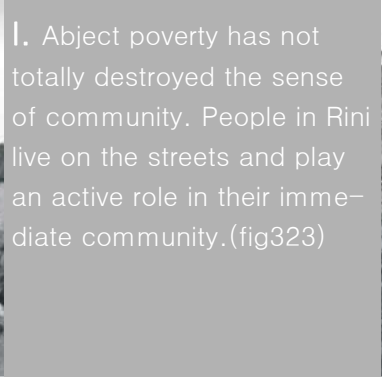 I. Abject poverty has not
totally destroyed the sense
of community. People in Rini
live on the streets and play
an active role in their imme-
diate community.(fig323)